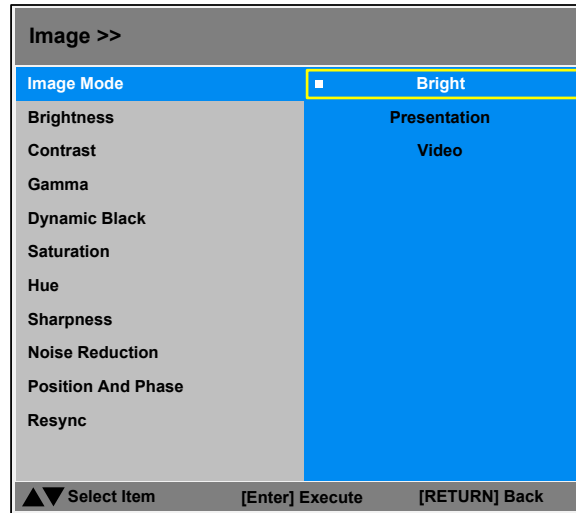 Image >>
Image Mode Bright
Brightness Presentation
Contrast Video
Gamma
Dynamic Black
Saturation
Hue
Sharpness
Noise Reduction
Position And Phase
Resync
Select Item [Enter] Execute [RETURN] Back